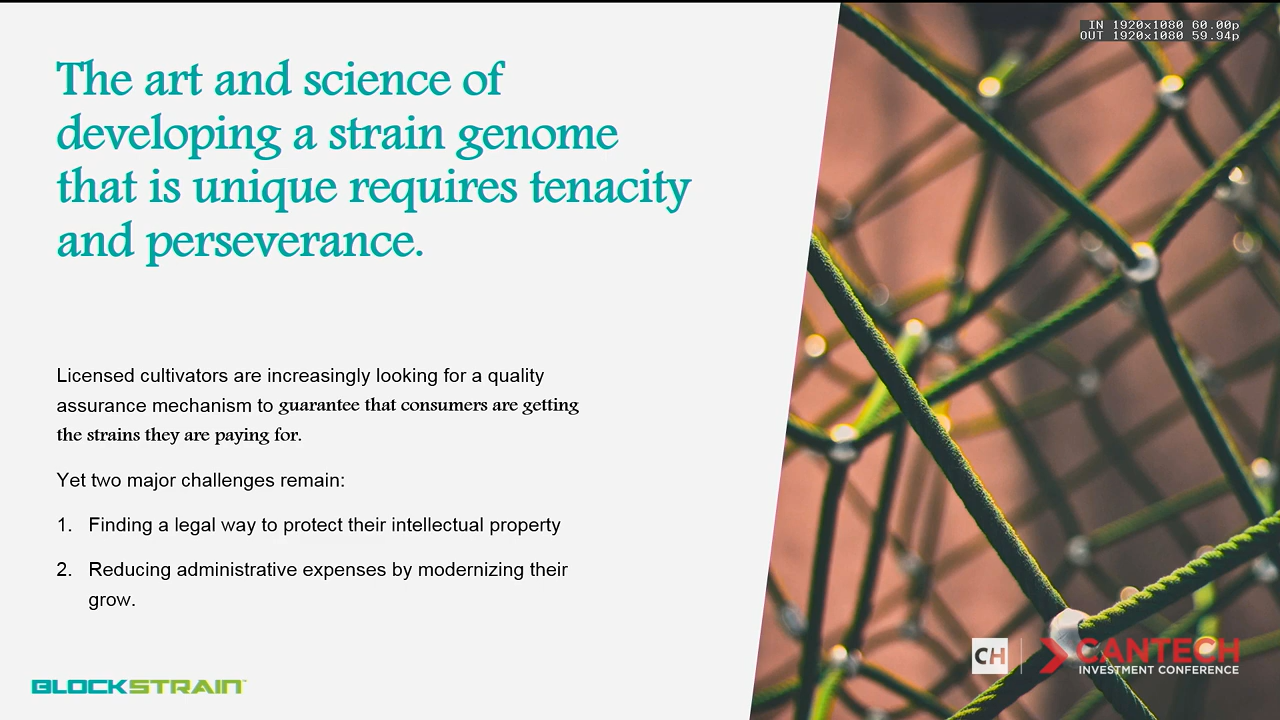 IN 1920x1080 60.00p
OUT 1920x1080 59.94p
The art and science of
developing a strain genome
that is unique requires tenacity
and perseverance.
Licensed cultivators are increasingly looking for a quality
assurance mechanism to guarantee that consumers are getting
the strains they are paying for.
Yet two major challenges remain:
1. Finding a legal way to protect their intellectual property
2. Reducing administrative expenses by modernizing their
grow.
BLOCKSTRAIN
CH
CANTECH
INVESTMENT CONFERENCE